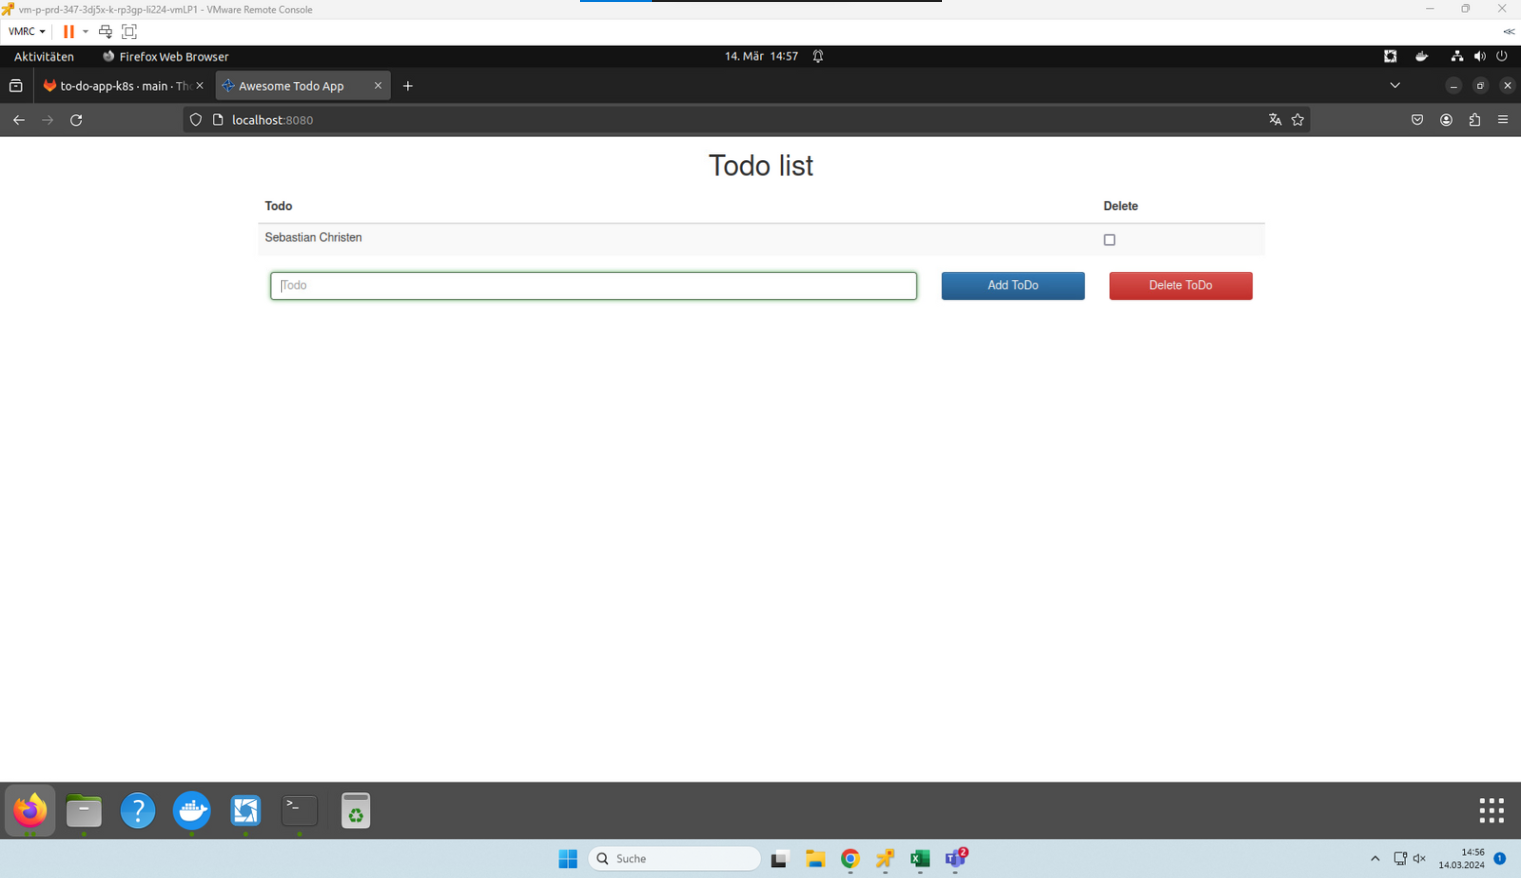 vm-p-prd-347-3dj5x-k-rp3gp-li224-vmLP1 - VMware Remote Console
VMRC
Aktivitäten
Firefox Web Browser
14. Mär 14:57
to-do-app-k8s · main · Th
Awesome Todo App
localhost:8080
Todo list
Todo
Delete
Sebastian Christen
Todo
Add ToDo
Delete ToDo
Suche
2
14:56
14.03.2024
1